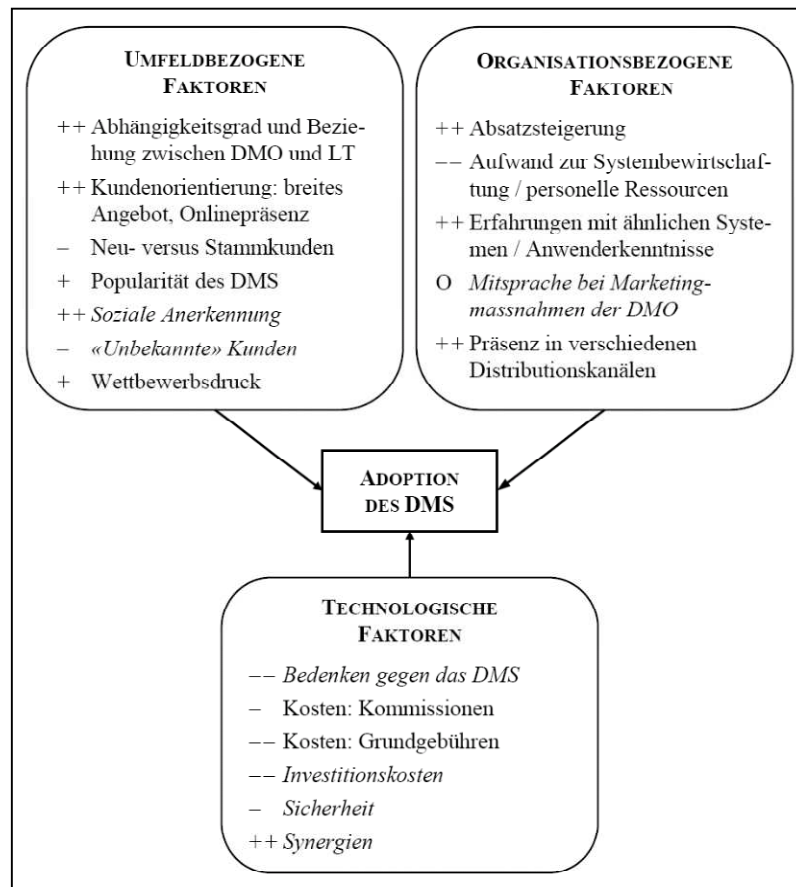 UMFELDBEZOGENE
FAKTOREN
++ Abhängigkeitsgrad und Bezie-
hung zwischen DMO und LT
++ Kundenorientierung: breites
Angebot, Onlinepräsenz
– Neu- versus Stammkunden
+ Popularität des DMS
++ Soziale Anerkennung
– «Unbekannte» Kunden
+ Wettbewerbsdruck
ORGANISATIONSBEZOGENE
FAKTOREN
++ Absatzsteigerung
–– Aufwand zur Systembewirtschaf-
tung / personelle Ressourcen
++ Erfahrungen mit ähnlichen Syste-
men / Anwenderkenntnisse
O Mitsprache bei Marketing-
massnahmen der DMO
++ Präsenz in verschiedenen
Distributionskanälen
ADOPTION
DES DMS
TECHNOLOGISCHE
FAKTOREN
–– Bedenken gegen das DMS
– Kosten: Kommissionen
–– Kosten: Grundgebühren
–– Investitionskosten
– Sicherheit
++ Synergien